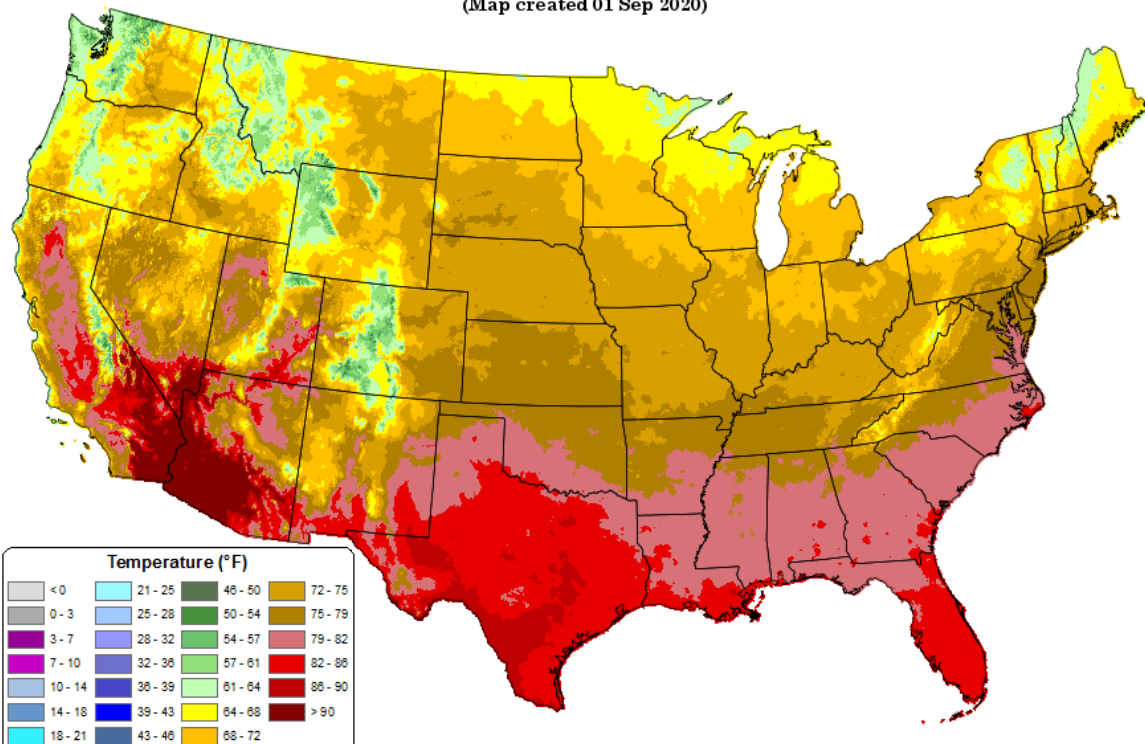 (Map created 01 Sep 2020)
Temperature (°F)
< 0 21 - 25 46 - 50 72 - 75
0 - 3 25 - 28 50 - 54 75 - 79
3 - 7 28 - 32 54 - 57 79 - 82
7 - 10 32 - 36 57 - 61 82 - 86
10 - 14 36 - 39 61 - 64 86 - 90
14 - 18 39 - 43 64 - 68 > 90
18 - 21 43 - 46 68 - 72